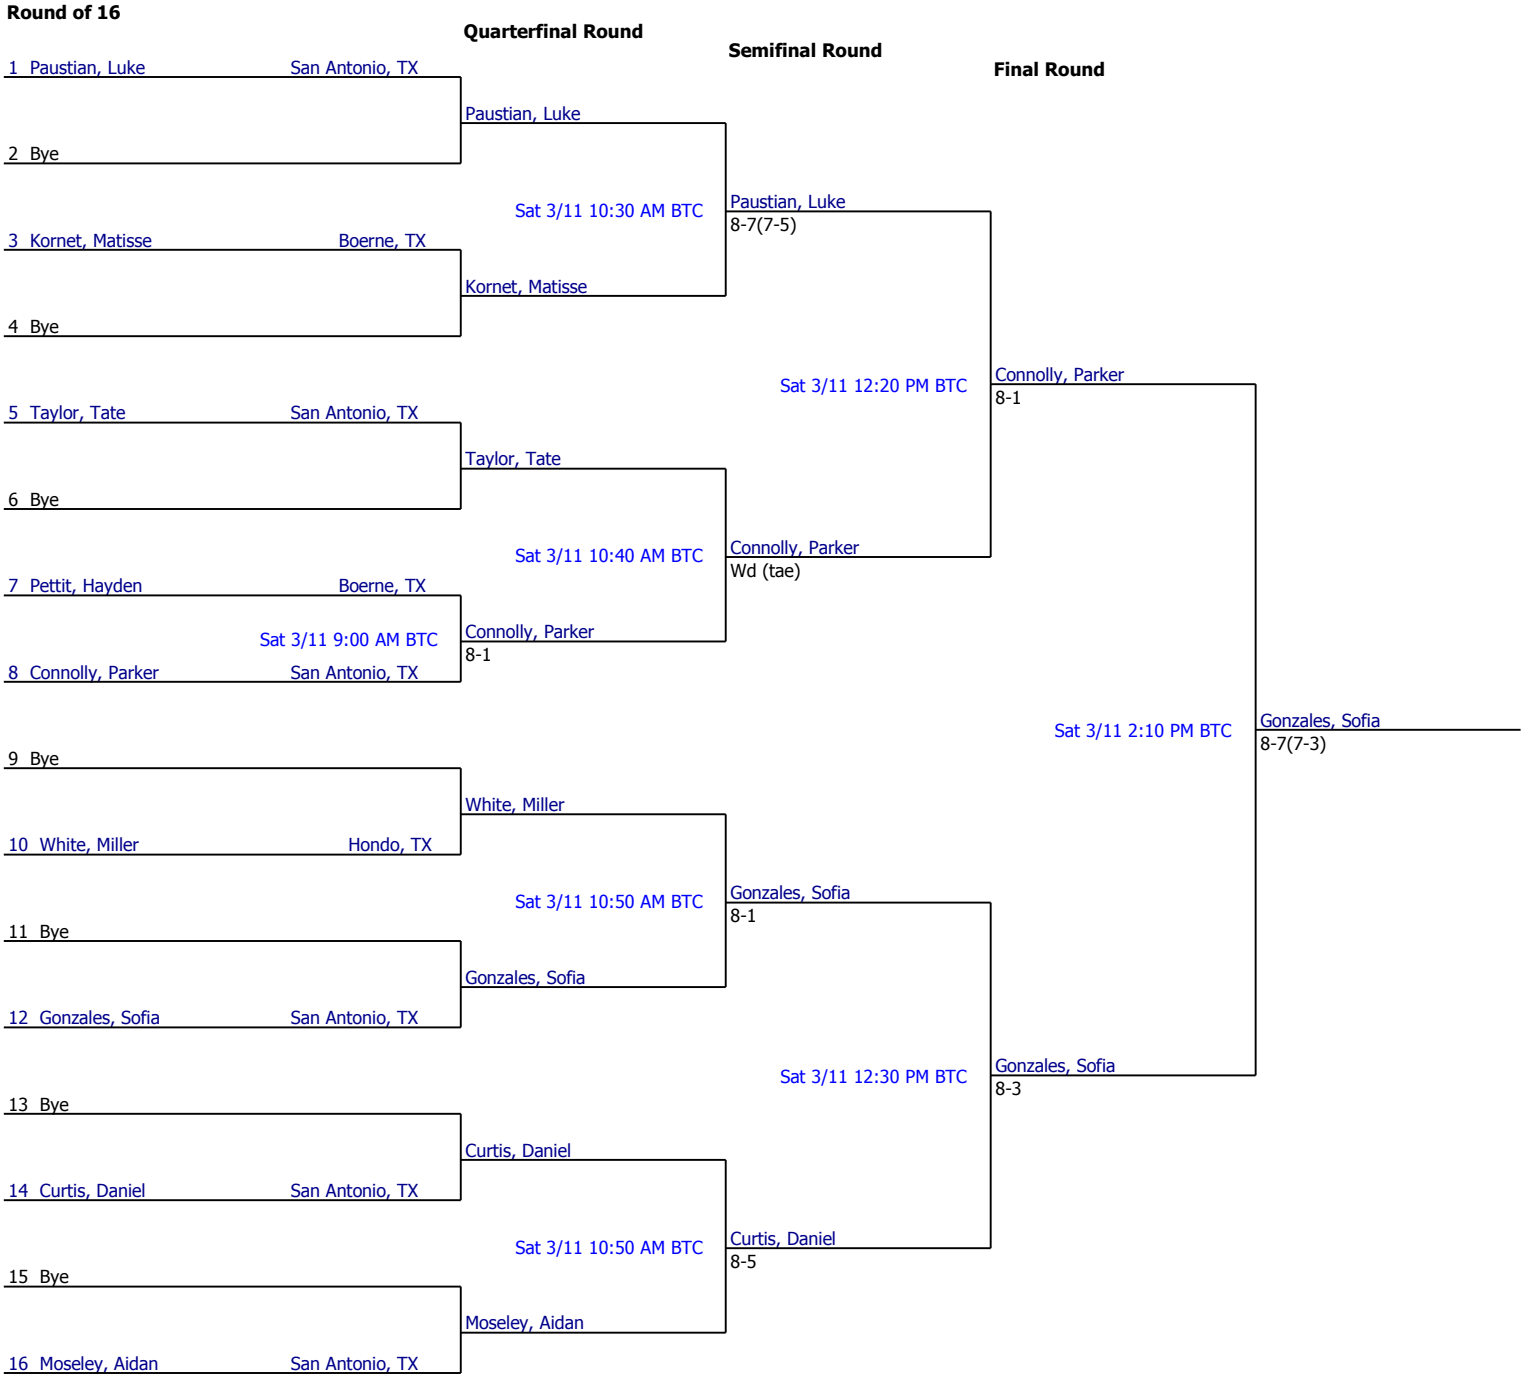 Round of 16
Quarterfinal Round
Semifinal Round
Final Round
1 Paustian, Luke San Antonio, TX
Paustian, Luke
2 Bye
Sat 3/11 10:30 AM BTC
Paustian, Luke
8-7(7-5)
3 Kornet, Matisse Boerne, TX
Kornet, Matisse
4 Bye
Sat 3/11 12:20 PM BTC
Connolly, Parker
8-1
5 Taylor, Tate San Antonio, TX
Taylor, Tate
6 Bye
Sat 3/11 10:40 AM BTC
Connolly, Parker
Wd (tae)
7 Pettit, Hayden Boerne, TX
Sat 3/11 9:00 AM BTC
Connolly, Parker
8-1
8 Connolly, Parker San Antonio, TX
Sat 3/11 2:10 PM BTC
Gonzales, Sofia
8-7(7-3)
9 Bye
White, Miller
10 White, Miller Hondo, TX
Sat 3/11 10:50 AM BTC
Gonzales, Sofia
8-1
11 Bye
Gonzales, Sofia
12 Gonzales, Sofia San Antonio, TX
Sat 3/11 12:30 PM BTC
Gonzales, Sofia
8-3
13 Bye
Curtis, Daniel
14 Curtis, Daniel San Antonio, TX
Sat 3/11 10:50 AM BTC
Curtis, Daniel
8-5
15 Bye
Moseley, Aidan
16 Moseley, Aidan San Antonio, TX